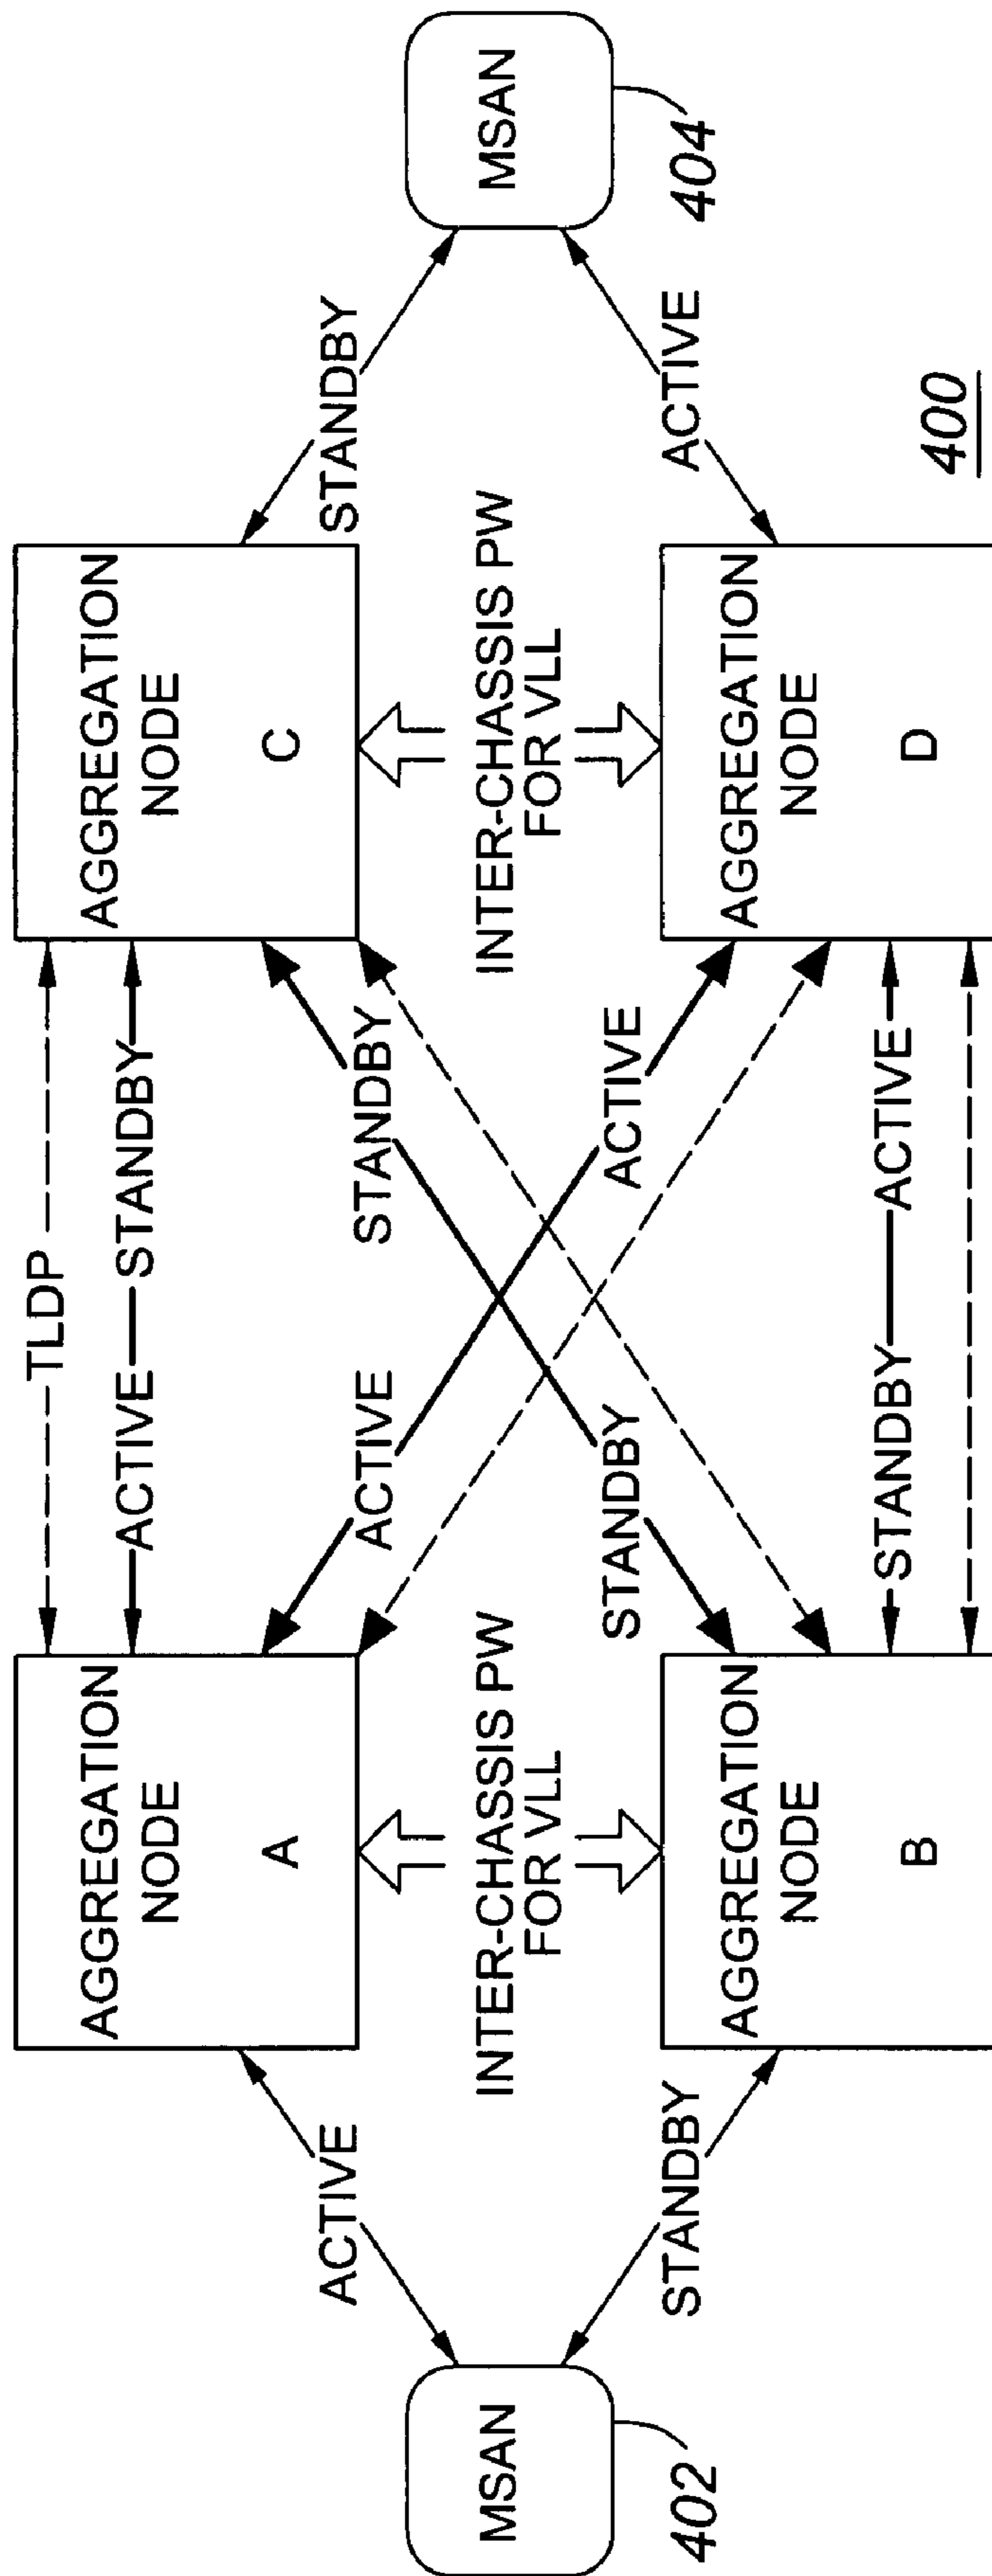 TLDP
AGGREGATION
NODE
A
ACTIVE
STANDBY
AGGREGATION
NODE
C
ACTIVE
ACTIVE
STANDBY
STANDBY
MSAN
402
INTER-CHASSIS PW
FOR VLL
INTER-CHASSIS PW
FOR VLL
MSAN
404
STANDBY
STANDBY
ACTIVE
ACTIVE
AGGREGATION
NODE
B
STANDBY
ACTIVE
AGGREGATION
NODE
D
400